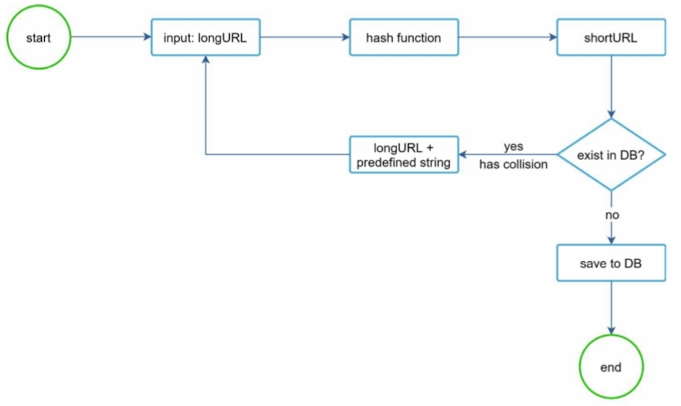 start
input: longURL
hash function
shortURL
longURL +
predefined string
yes
has collision
exist in DB?
no
save to DB
end